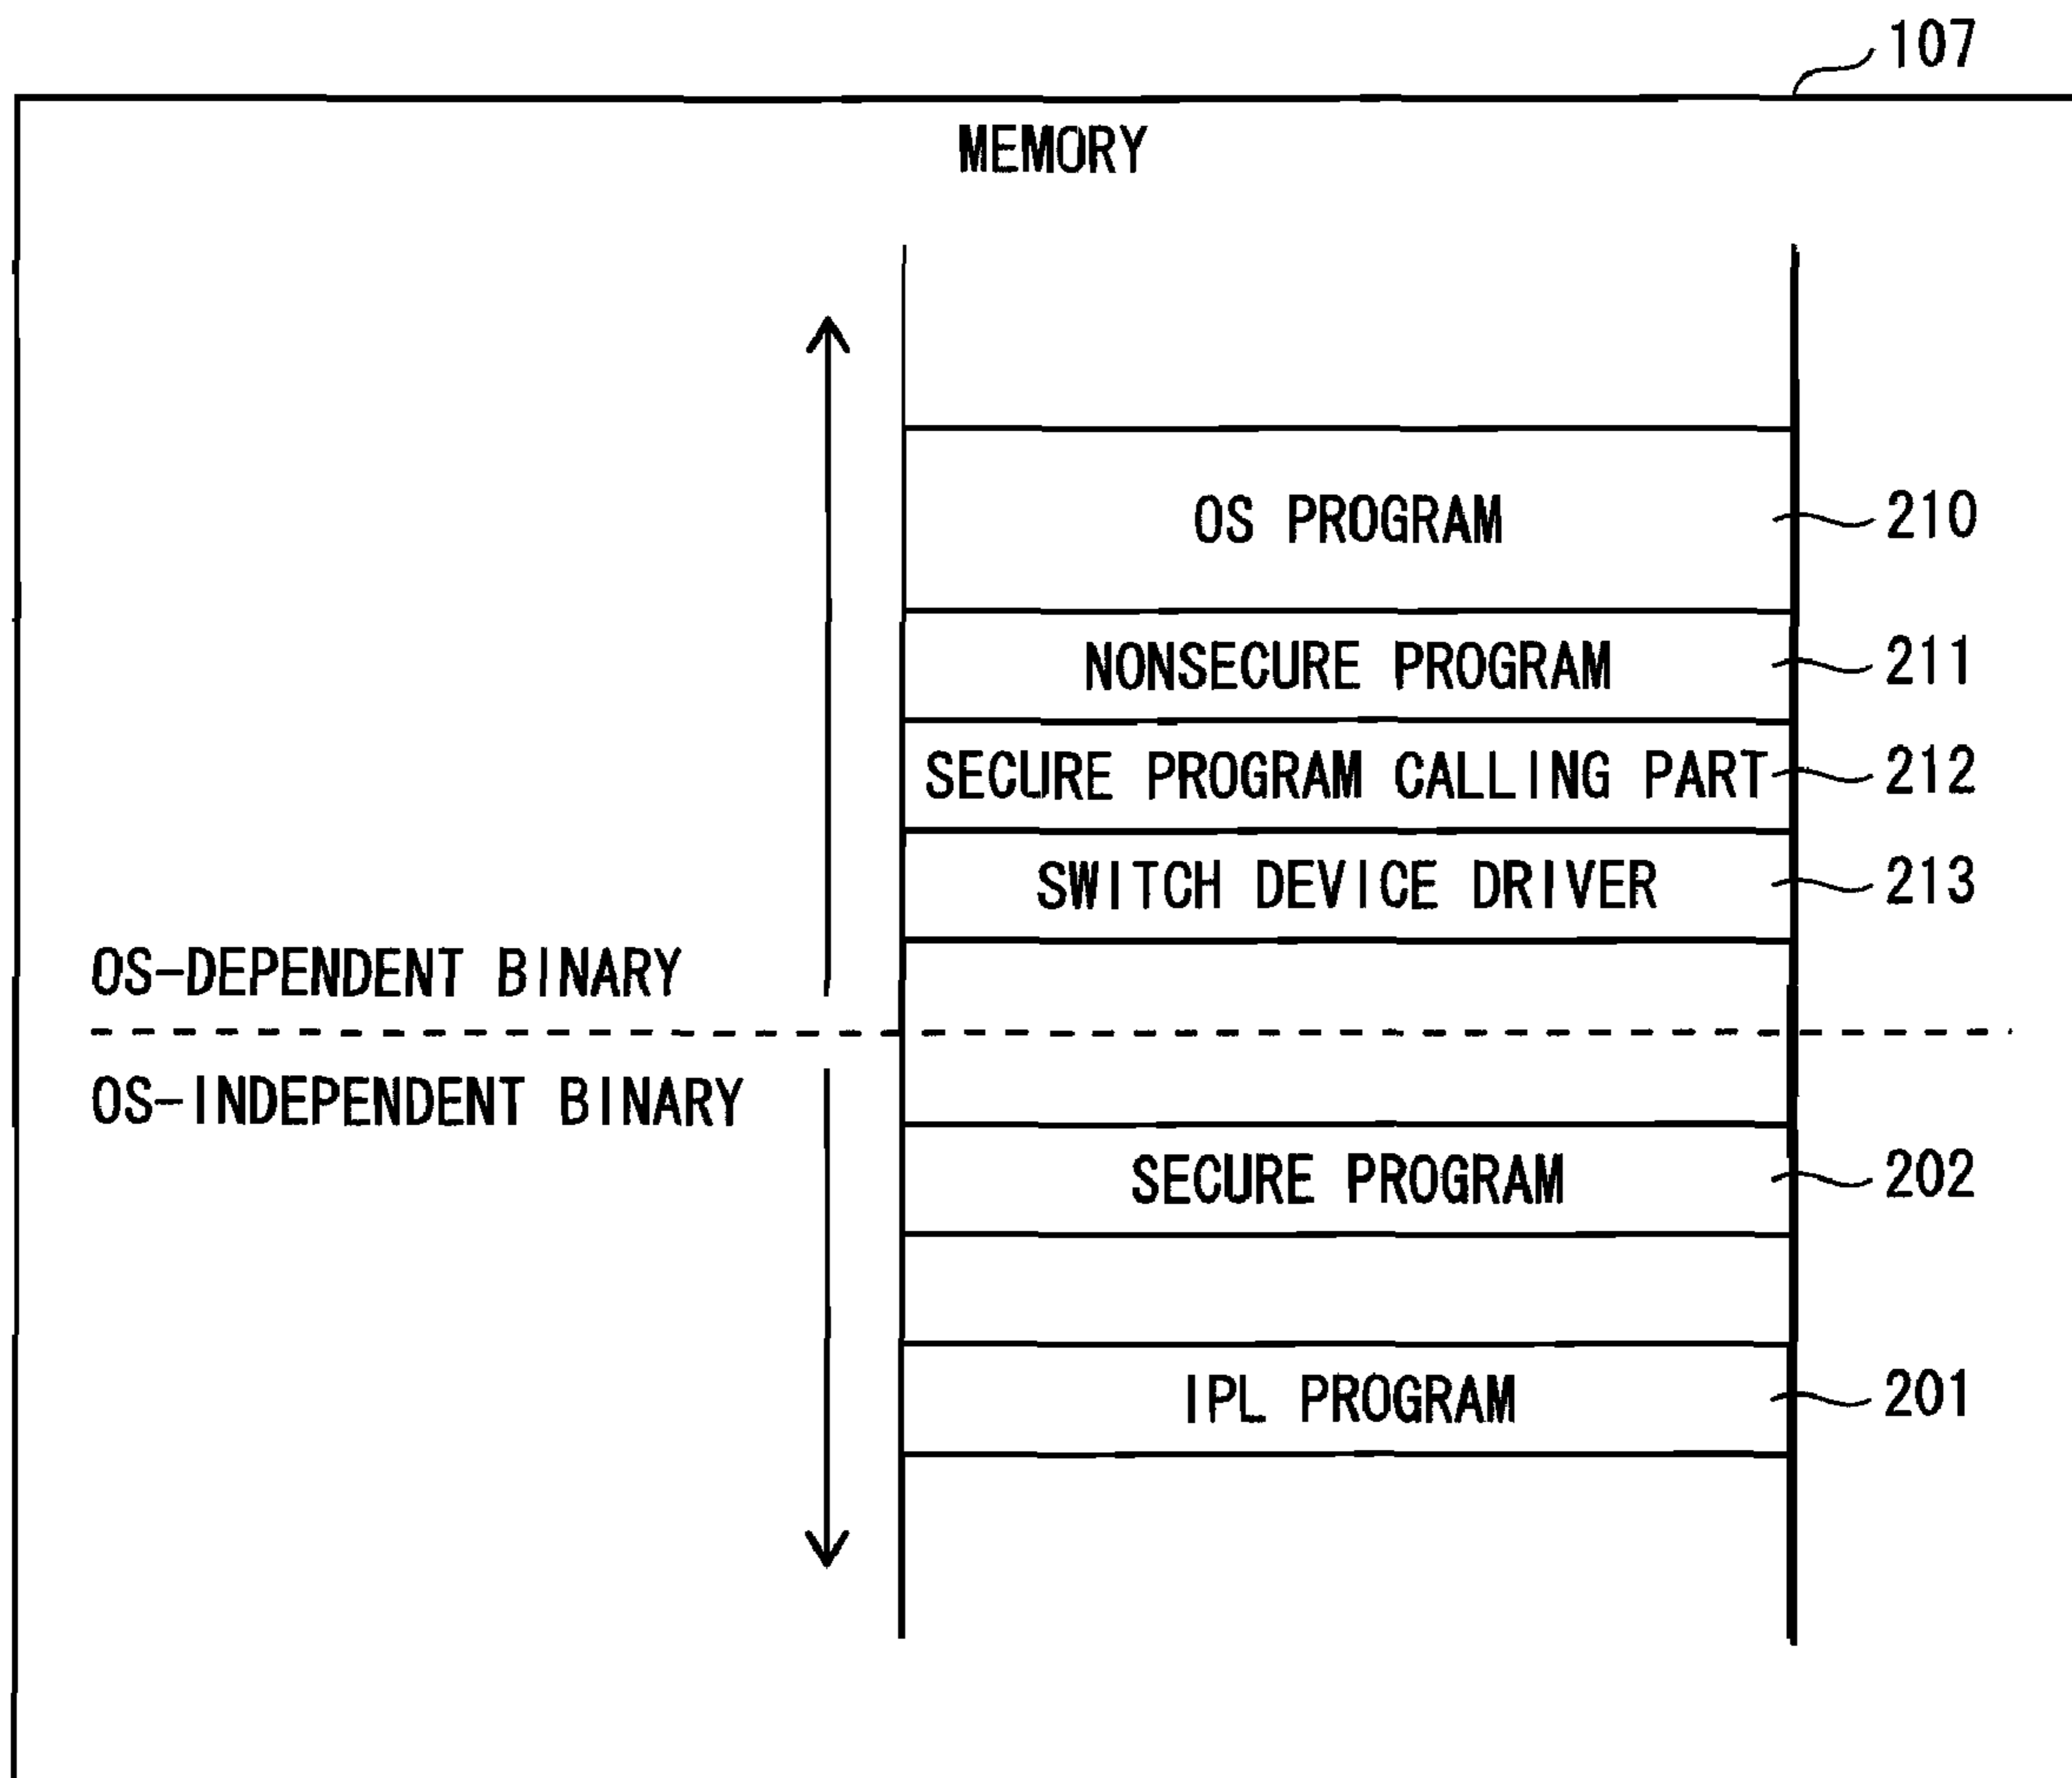 107
MEMORY
OS PROGRAM 210
NONSECURE PROGRAM 211
SECURE PROGRAM CALLING PART 212
SWITCH DEVICE DRIVER 213
OS-DEPENDENT BINARY
OS-INDEPENDENT BINARY
SECURE PROGRAM 202
IPL PROGRAM 201